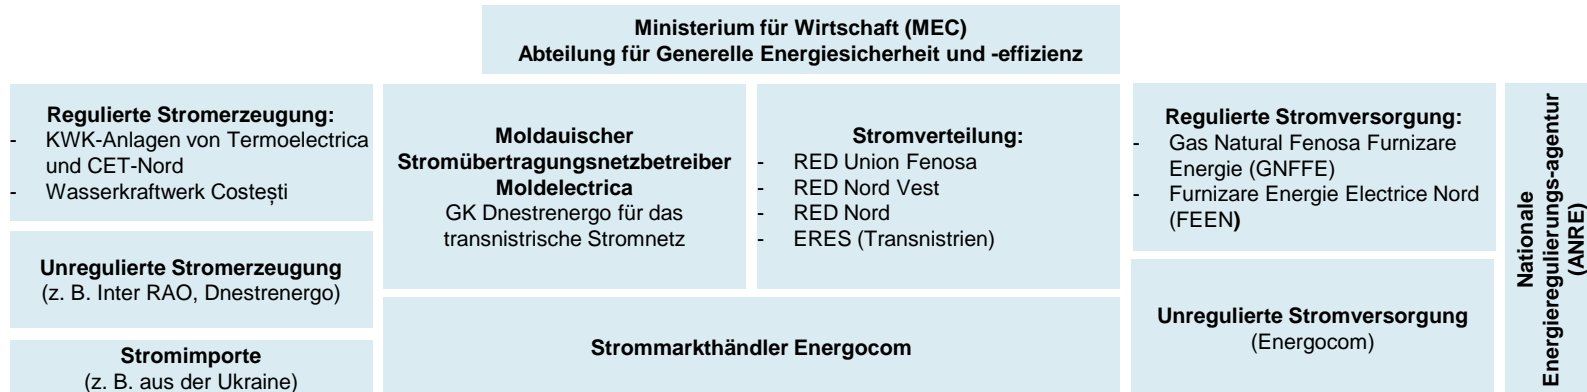 Ministerium für Wirtschaft (MEC)
Abteilung für Generelle Energiesicherheit und -effizienz
Regulierte Stromerzeugung:
- KWK-Anlagen von Termoelectrica
und CET-Nord
- Wasserkraftwerk Costești
Unregulierte Stromerzeugung
(z. B. Inter RAO, Dnestrenergo)
Stromimporte
(z. B. aus der Ukraine)
Moldauischer
Stromübertragungsnetzbetreiber
Moldelectrica
GK Dnestrenergo für das
transnistrische Stromnetz
Stromverteilung:
- RED Union Fenosa
- RED Nord Vest
- RED Nord
- ERES (Transnistrien)
Strommarkthändler Energocom
Regulierte Stromversorgung:
- Gas Natural Fenosa Furnizare
Energie (GNFFE)
- Furnizare Energie Electrice Nord
(FEEN)
Unregulierte Stromversorgung
(Energocom)
Nationale
Energieregulierungs-agentur
(ANRE)